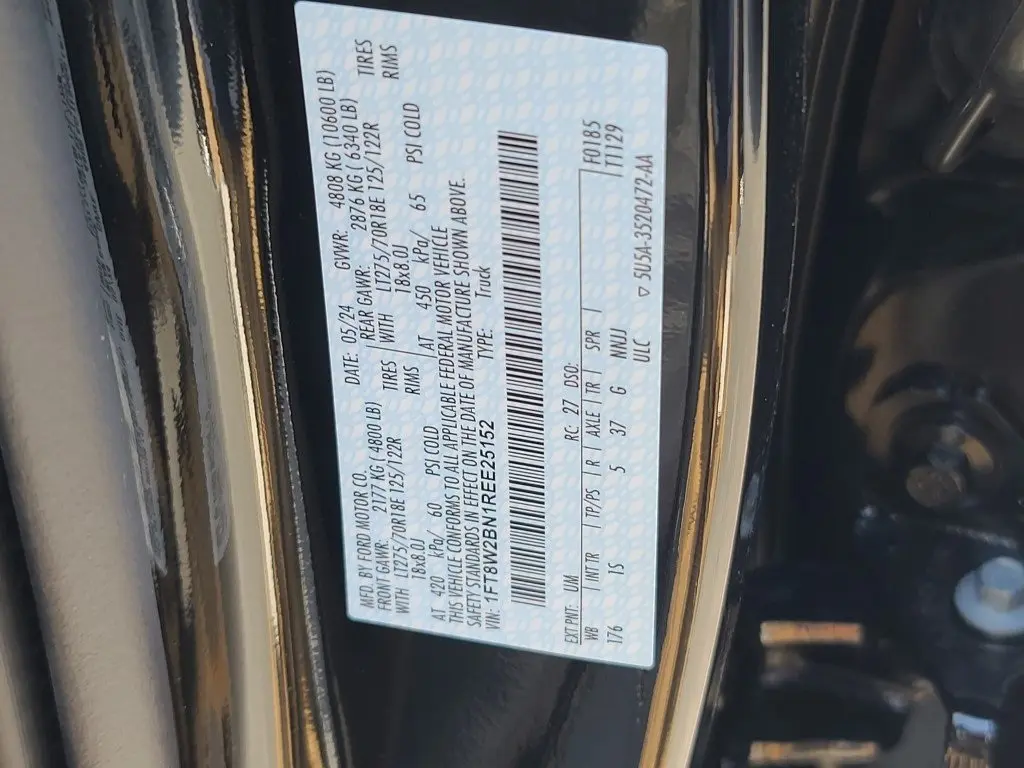 MFD. BY FORD MOTOR CO.
DATE: 05/24 GVWR: 4808 KG (10600 LB)
FRONT GAWR: 2177 KG (4800 LB) REAR GAWR: 2876 KG (6340 LB)
WITH LT275/70R18E 125/122R TIRES WITH LT275/70R18E 125/122R TIRES
18x8.0J RIMS 18x8.0J RIMS
AT 420 kPa/ 60 PSI COLD AT 450 kPa/ 65 PSI COLD
THIS VEHICLE CONFORMS TO ALL APPLICABLE FEDERAL MOTOR VEHICLE
SAFETY STANDARDS IN EFFECT ON THE DATE OF MANUFACTURE SHOWN ABOVE.
VIN: 1FT8W2BN1REE25152 TYPE: Truck
EXT PNT: UM RC: 27 DSO: F0185
WB INT TR TP/PS R AXLE TR SPR 17129
176 1S 5 37 G NNJJ
ULC ▽ 5U5A-3520472-AA